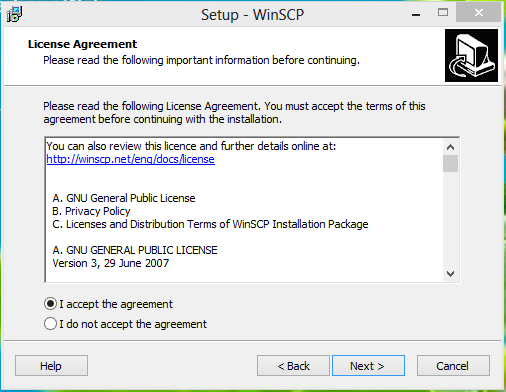 Setup - WinSCP
License Agreement
Please read the following important information before continuing.
Please read the following License Agreement. You must accept the terms of this
agreement before continuing with the installation.
You can also review this licence and further details online at:
http://winscp.net/eng/docs/license
A. GNU General Public License
B. Privacy Policy
C. Licenses and Distribution Terms of WinSCP Installation Package
A. GNU GENERAL PUBLIC LICENSE
Version 3, 29 June 2007
I accept the agreement
I do not accept the agreement
Help
< Back
Next >
Cancel